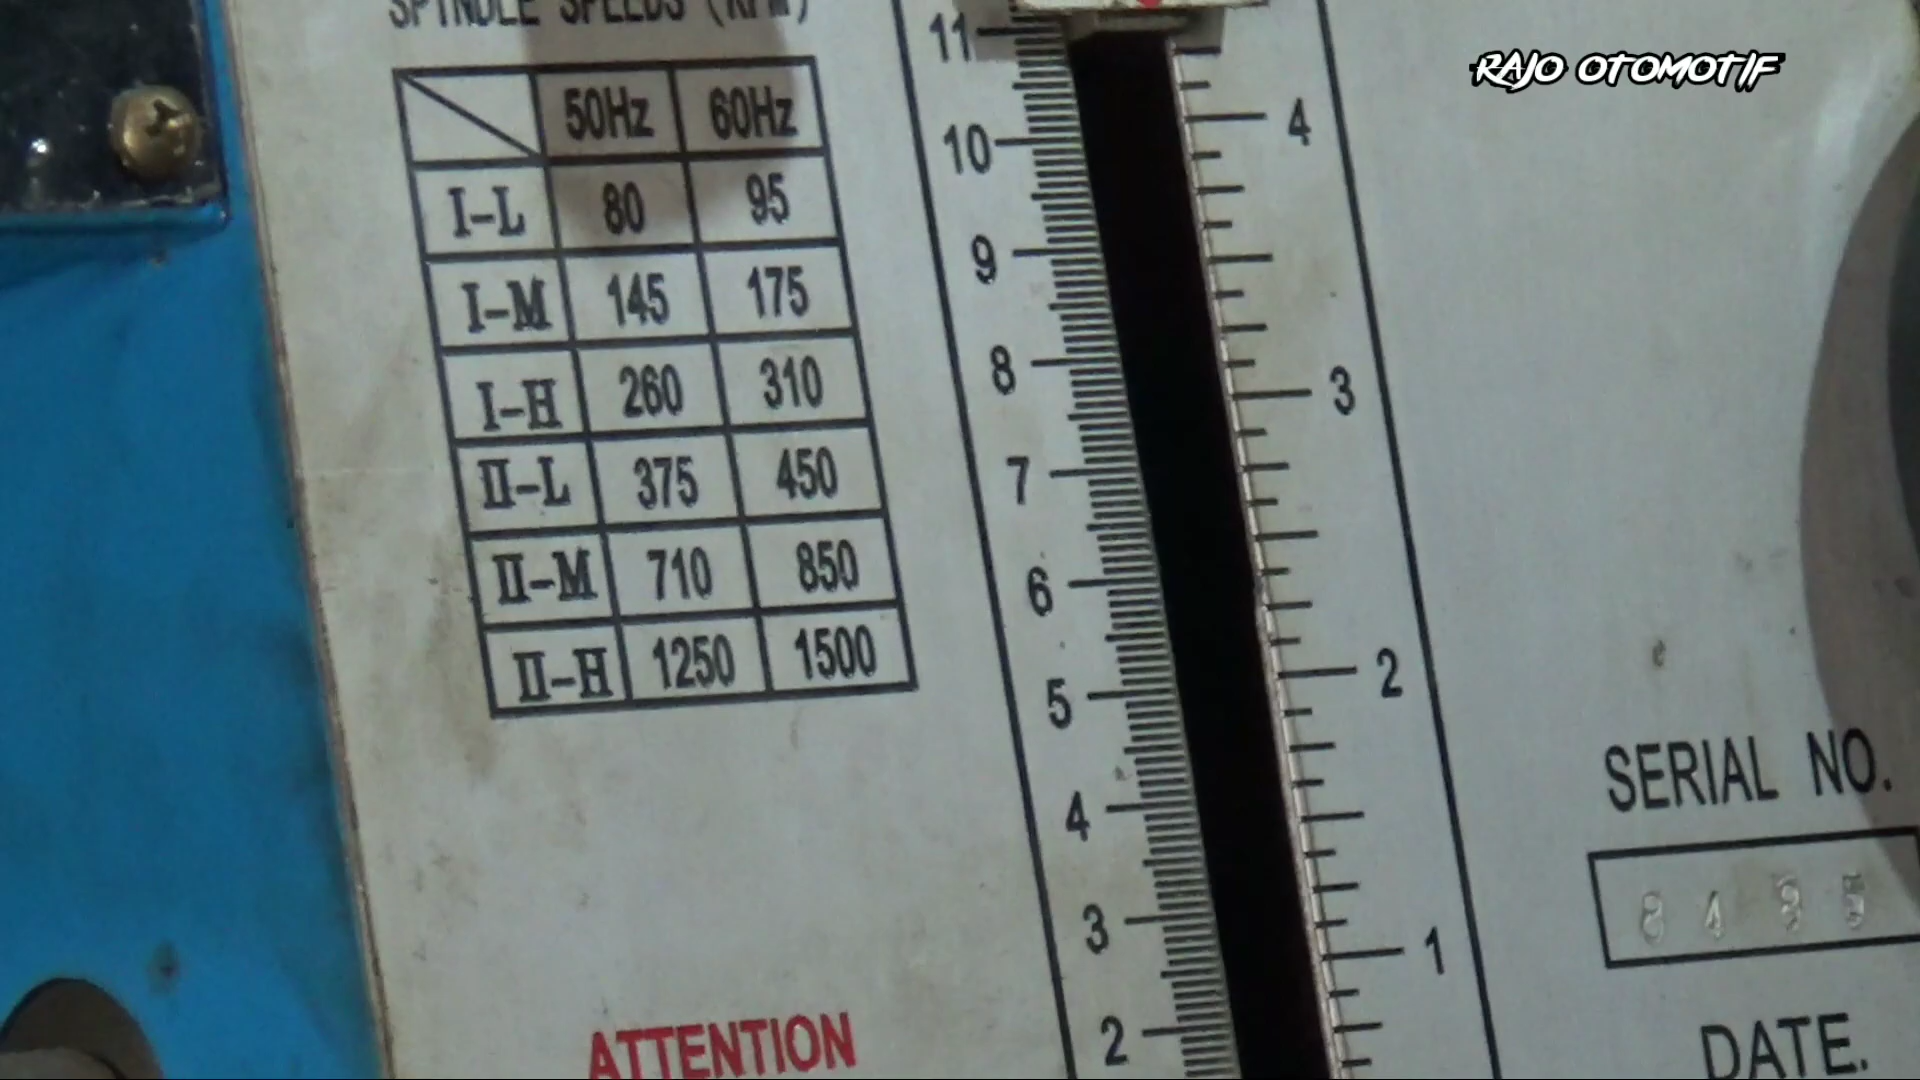 SPINDLE SPEEDS (RPM)
50Hz 60Hz
I-L 80 95
I-M 145 175
I-H 260 310
II-L 375 450
II-M 710 850
II-H 1250 1500
ATTENTION
11
10
9
8
7
6
5
4
3
2
4
3
2
1
RAJO OTOMOTIF
SERIAL NO.
DATE.